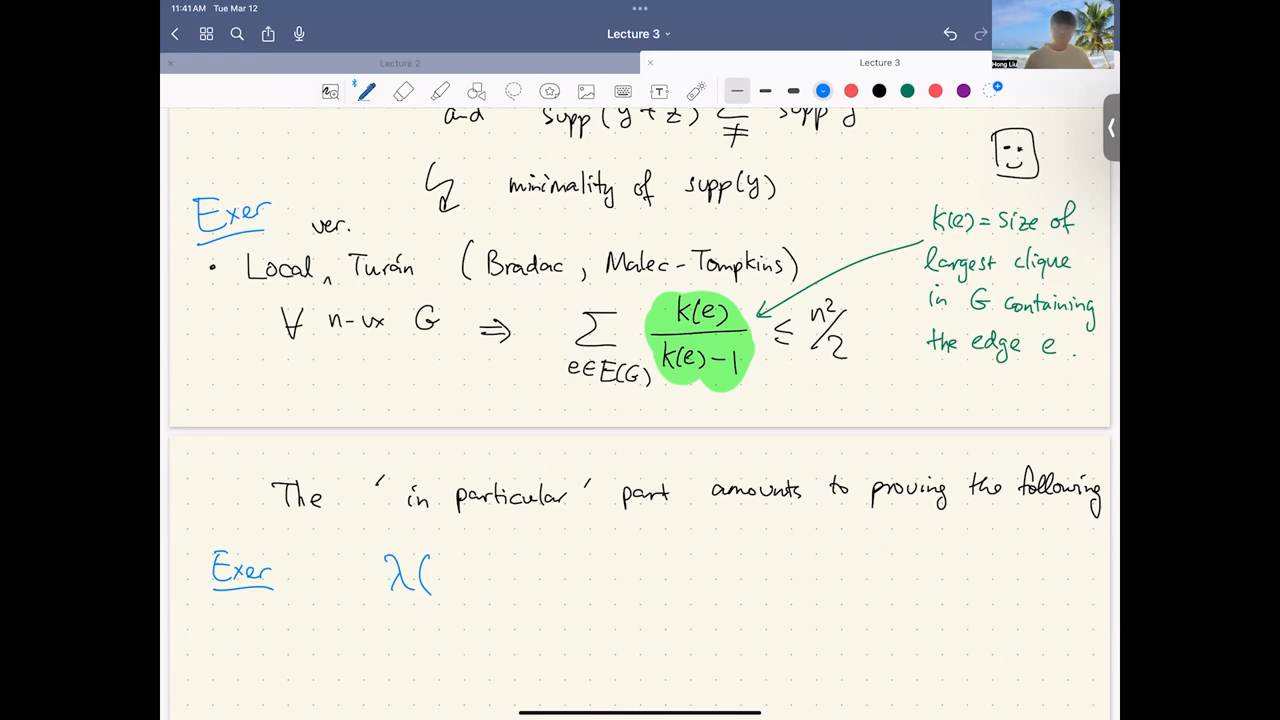 11:41AM Tue Mar 12
Lecture 3
Lecture 2
Lecture 3
Hong Liu
and supp(y+z) ⊊ supp y
minimality of supp(y)
Exer
ver.
• Local ‸ Turán (Bradac, Malec-Tompkins)
∀ n-vx G ⇒ ∑_{e∈E(G)} k(e)/(k(e)-1) ≤ n²/2
k(e) = size of
largest clique
in G containing
the edge e.
The 'in particular' part amounts to proving the following
Exer λ(